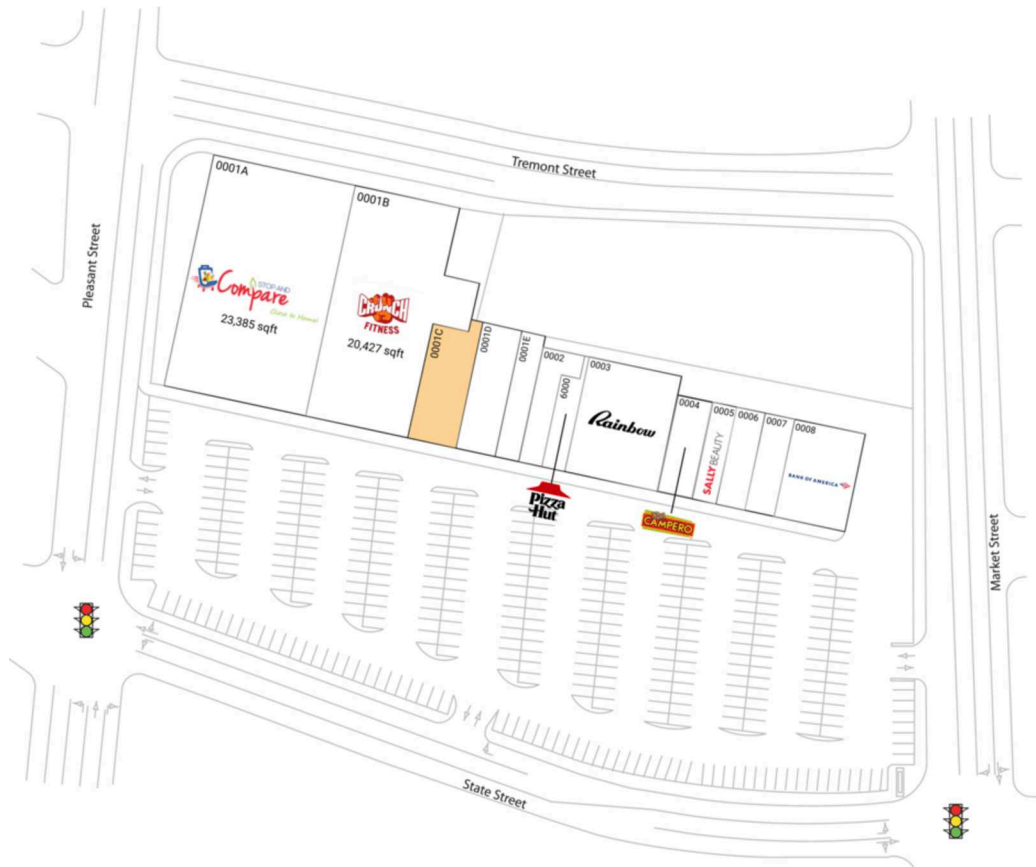 Tremont Street
Pleasant Street
0001A
STOP AND
Compare
Close to Home!
23,385 sqft
0001B
CRUNCH
FITNESS
20,427 sqft
0001C
0001D
0001E
0002
6000
0003
Rainbow
0004
0005
SALLY BEAUTY
0006
0007
0008
BANK OF AMERICA
Pizza
Hut
CAMPERO
Market Street
State Street